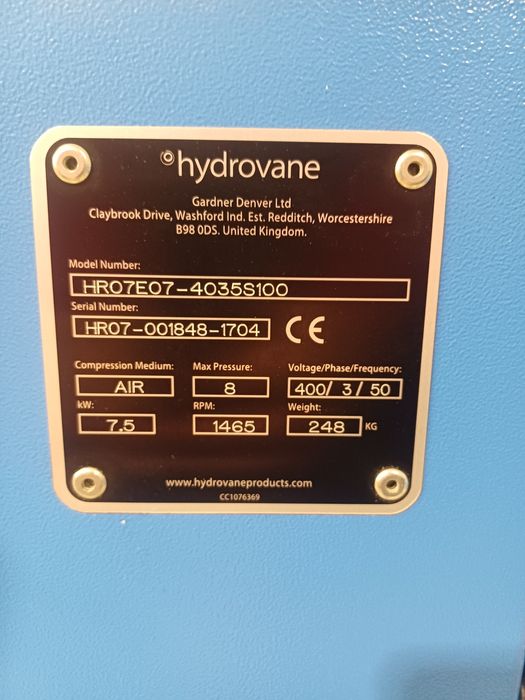 hydrovane
Gardner Denver Ltd
Claybrook Drive, Washford Ind. Est. Redditch, Worcestershire
B98 0DS. United Kingdom.
Model Number:
HR07E07-4035S100
Serial Number:
HR07-001848-1704 CE
Compression Medium: Max Pressure: Voltage/Phase/Frequency:
AIR 8 400/ 3 / 50
kW: RPM: Weight:
7.5 1465 248 KG
www.hydrovaneproducts.com
CC1076369